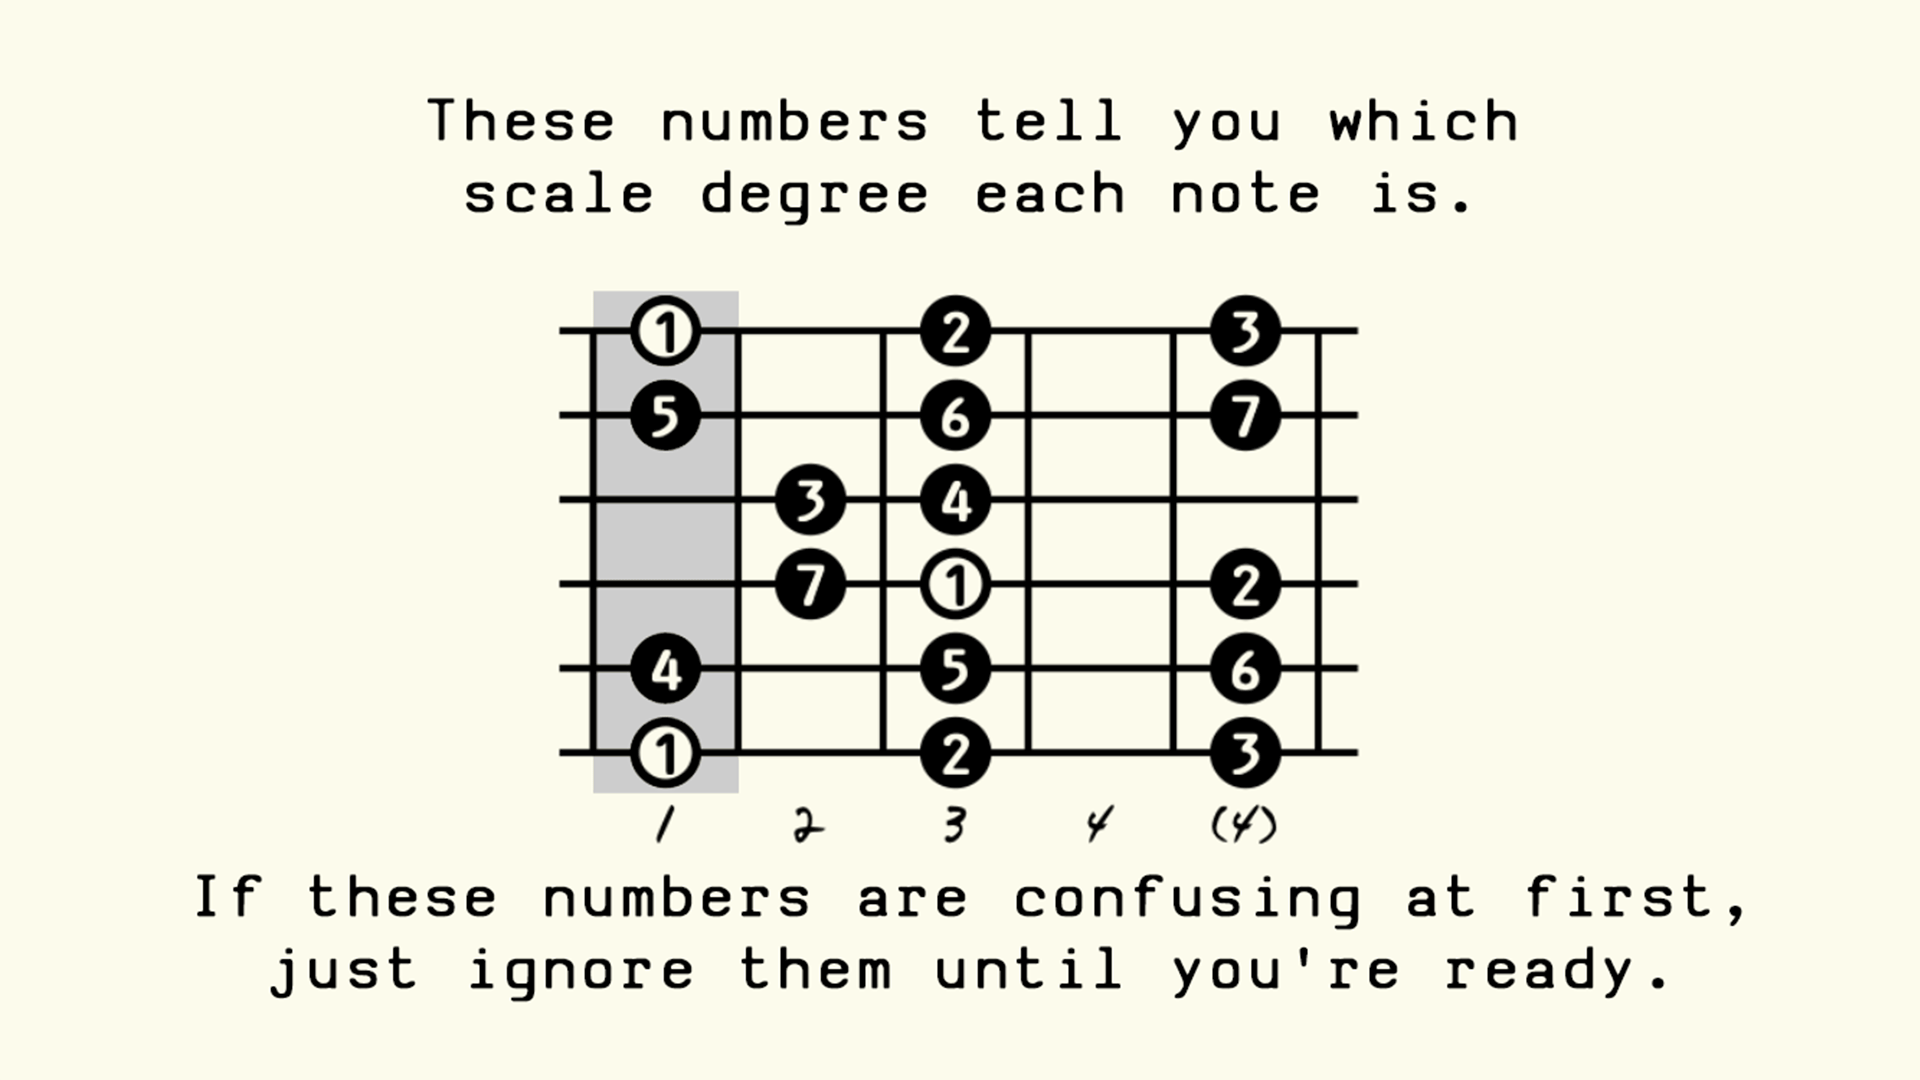 These numbers tell you which
scale degree each note is.
1 2 3
5 6 7
3 4
7 1 2
4 5 6
1 2 3
1 2 3 4 (4)
If these numbers are confusing at first,
just ignore them until you're ready.